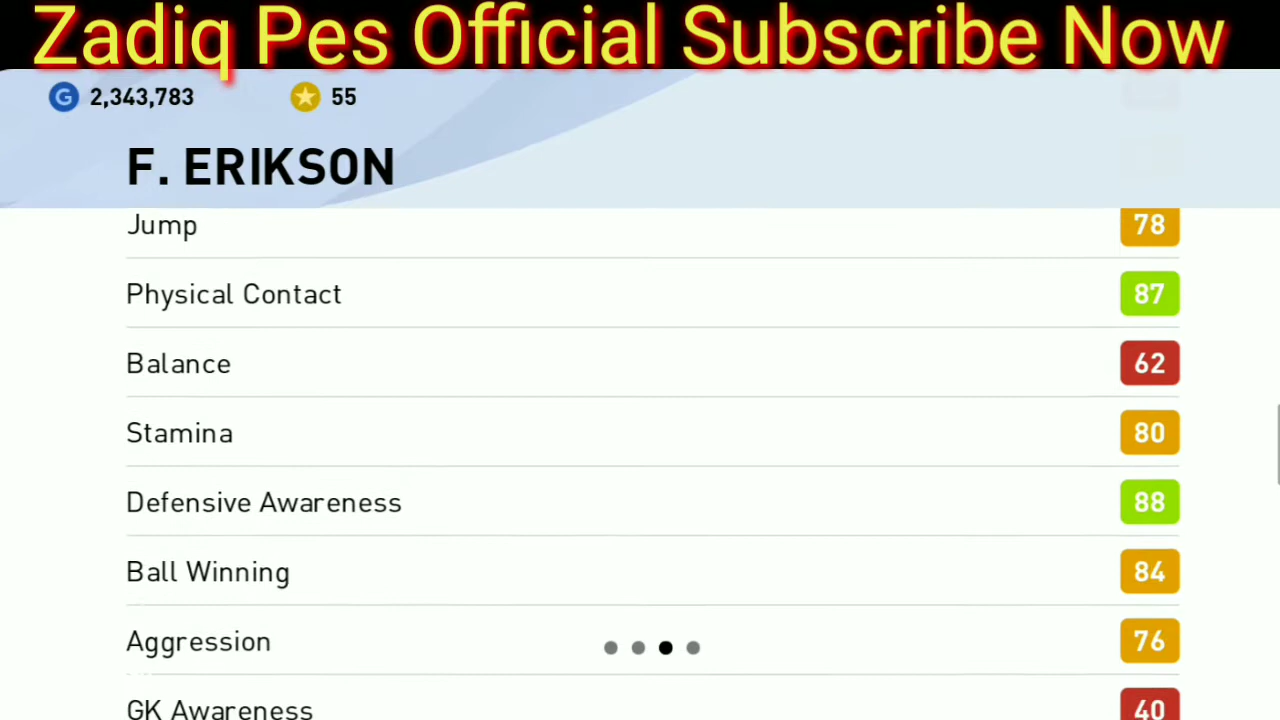 Zadiq Pes Official Subscribe Now
G 2,343,783 55
F. ERIKSON
Jump 78
Physical Contact 87
Balance 62
Stamina 80
Defensive Awareness 88
Ball Winning 84
Aggression 76
GK Awareness 40